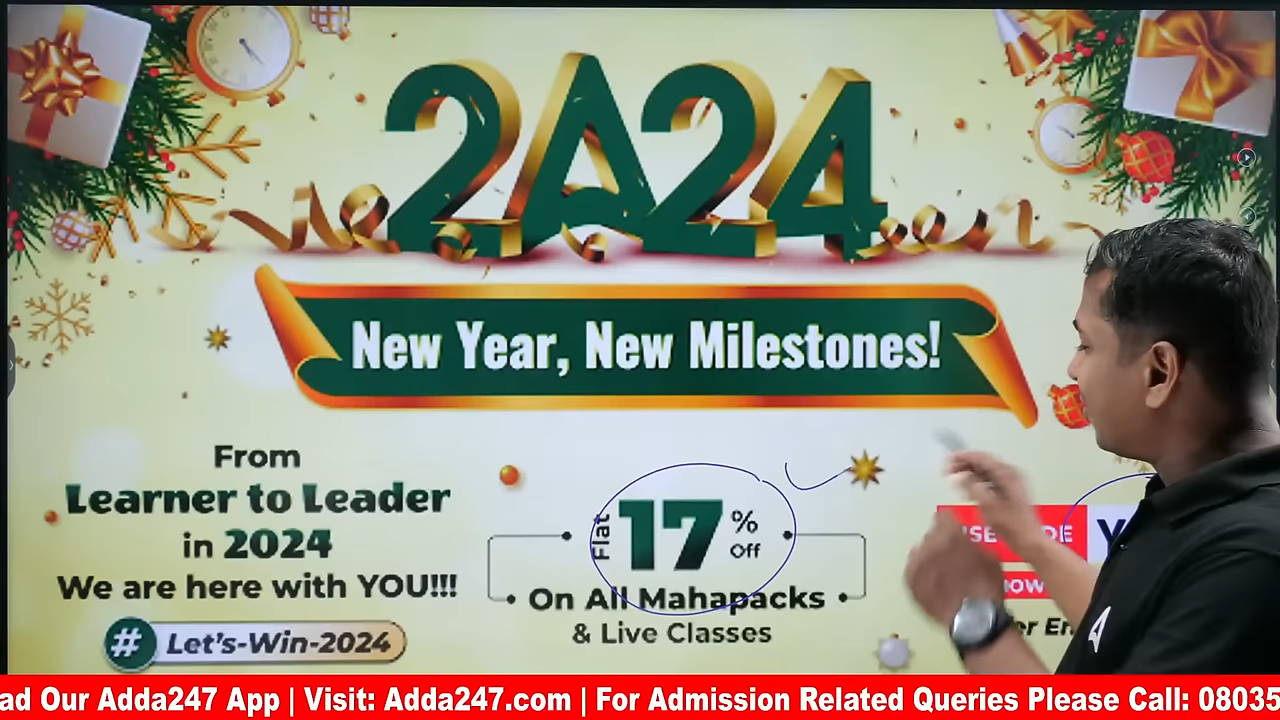 2A24
New Year, New Milestones!
From
Learner to Leader
in 2024
We are here with YOU!!!
# Let's-Win-2024
Flat 17% Off
On All Mahapacks
& Live Classes
Our Adda247 App | Visit: Adda247.com | For Admission Related Queries Please Call: 08035